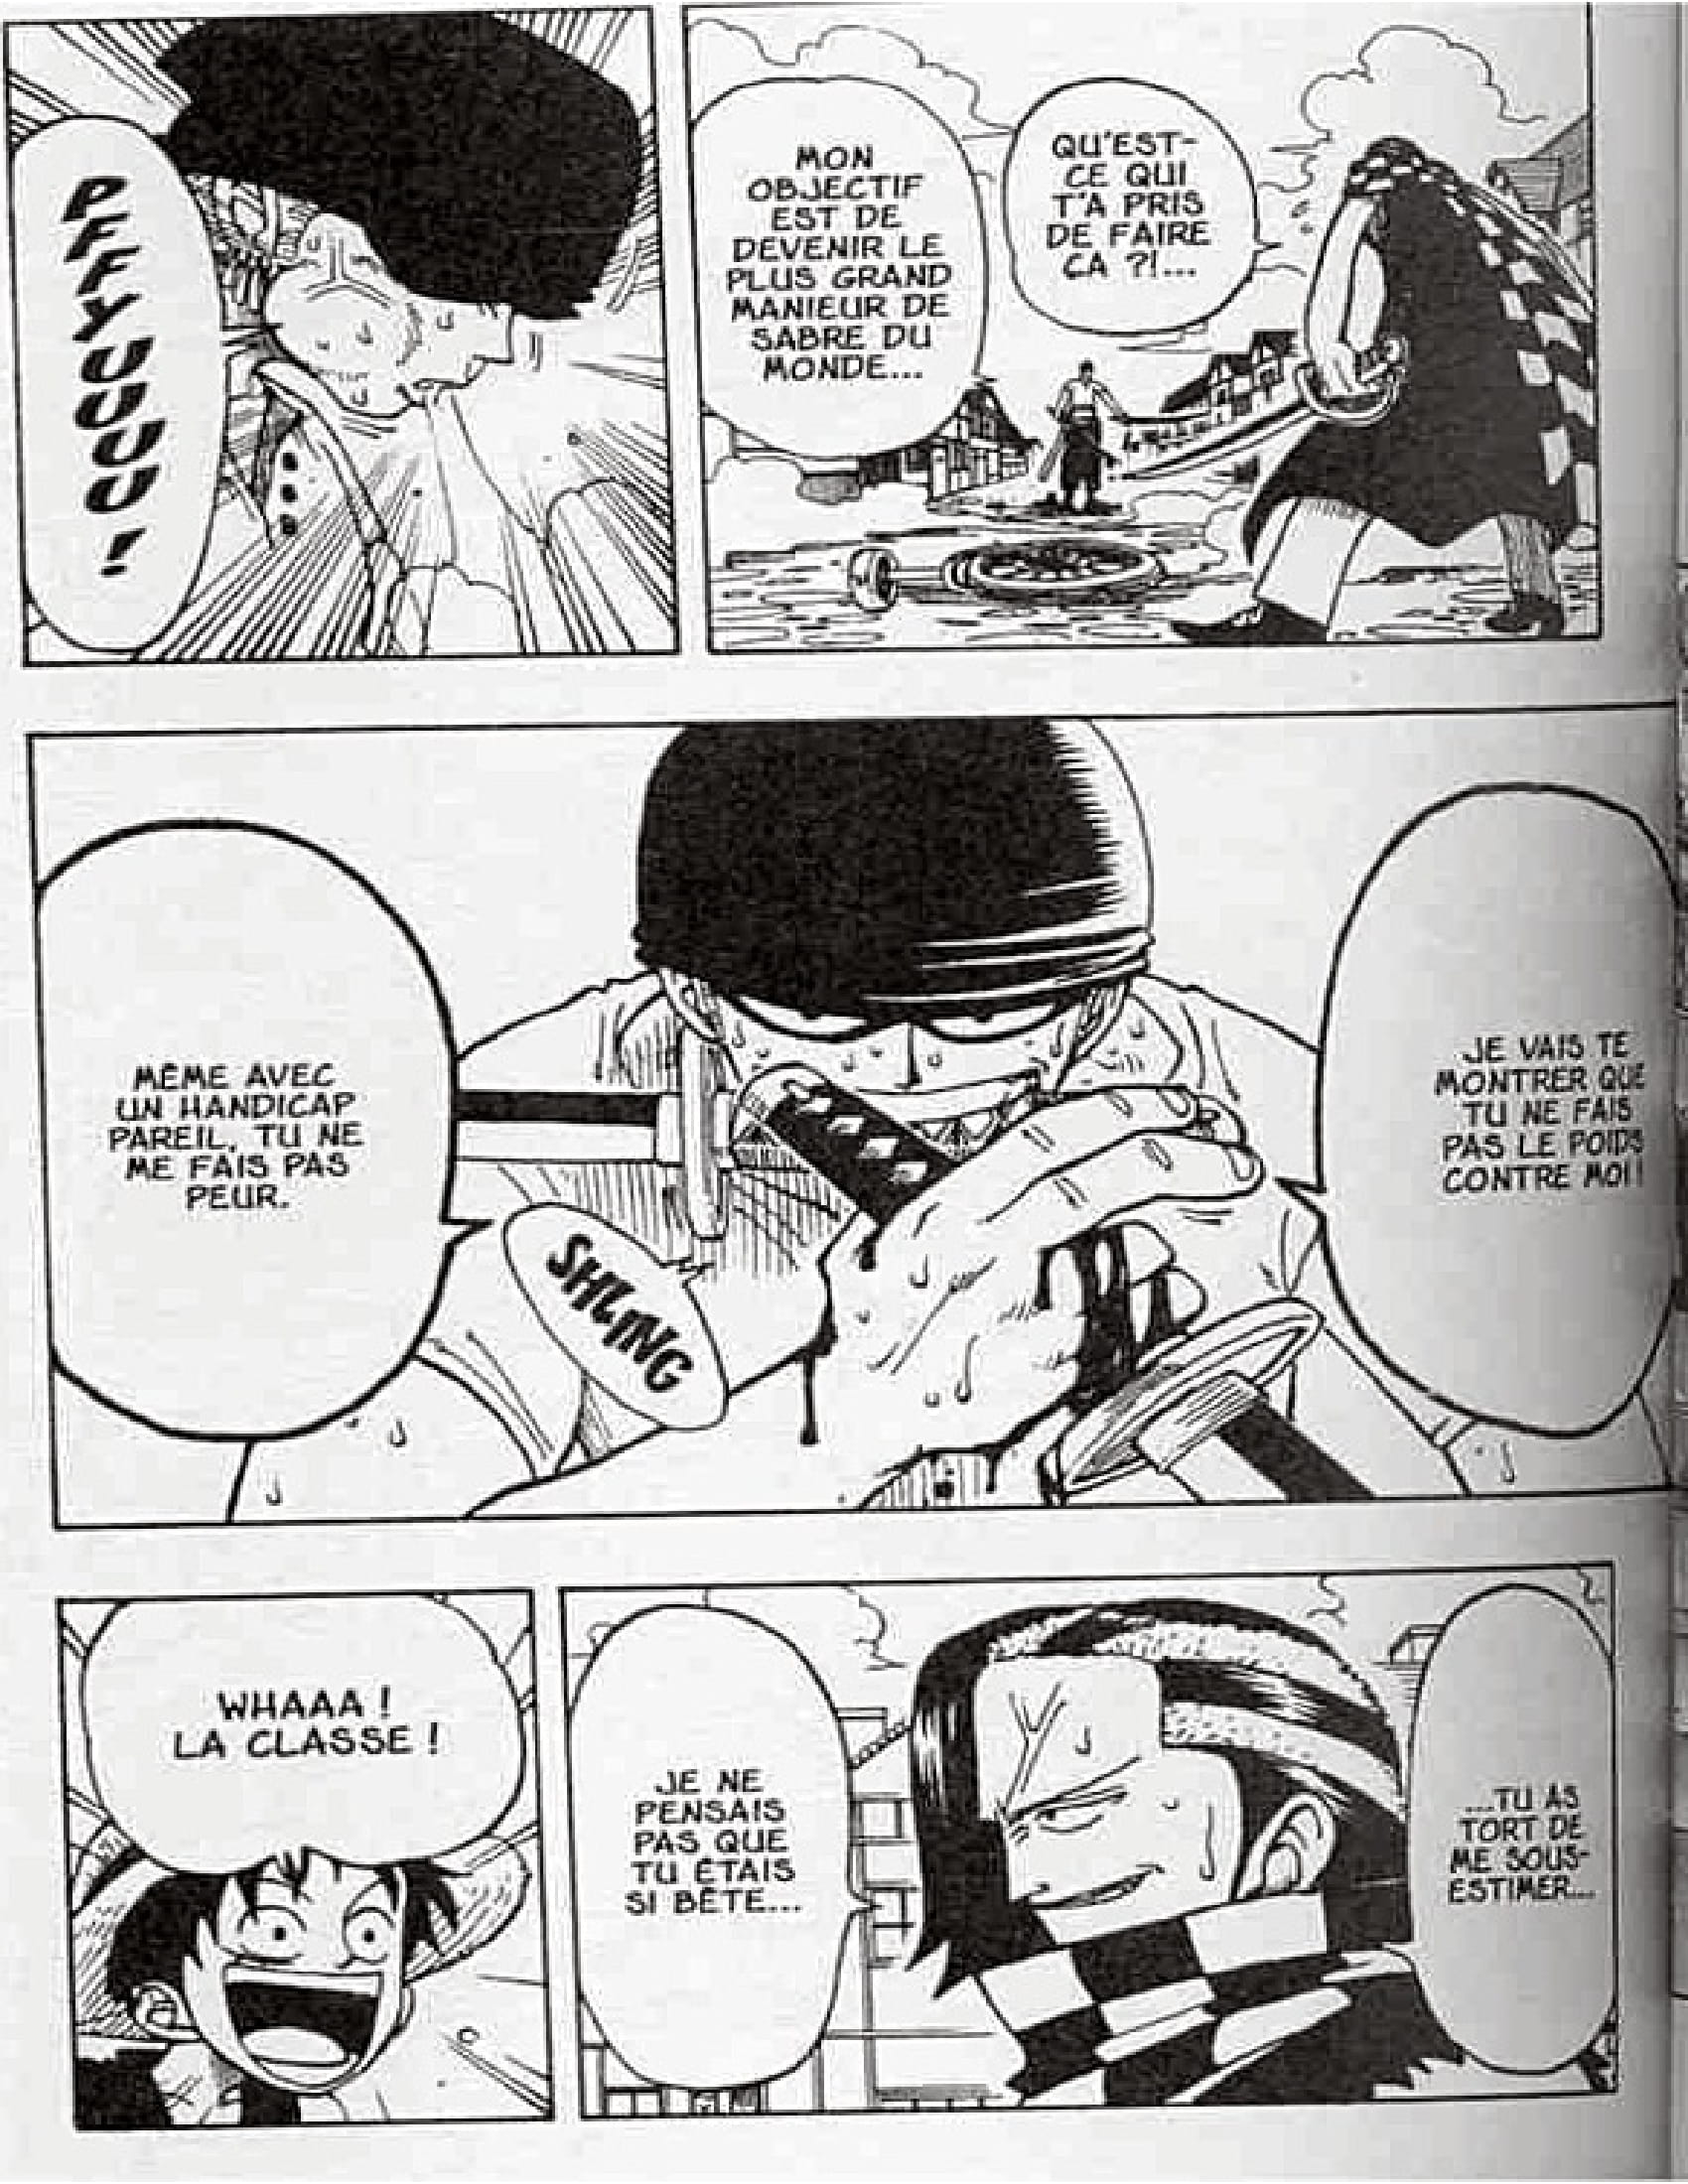 QU'EST-
CE QUI
T'A PRIS
DE FAIRE
ÇA ?!...
MON
OBJECTIF
EST DE
DEVENIR LE
PLUS GRAND
MANIEUR DE
SABRE DU
MONDE...
PFFYUUUU !
JE VAIS TE
MONTRER QUE
TU NE FAIS
PAS LE POIDS
CONTRE MOI !
MÊME AVEC
UN HANDICAP
PAREIL, TU NE
ME FAIS PAS
PEUR.
SHLING
...TU AS
TORT DE
ME SOUS-
ESTIMER...
JE NE
PENSAIS
PAS QUE
TU ÉTAIS
SI BÊTE...
WHAAA !
LA CLASSE !